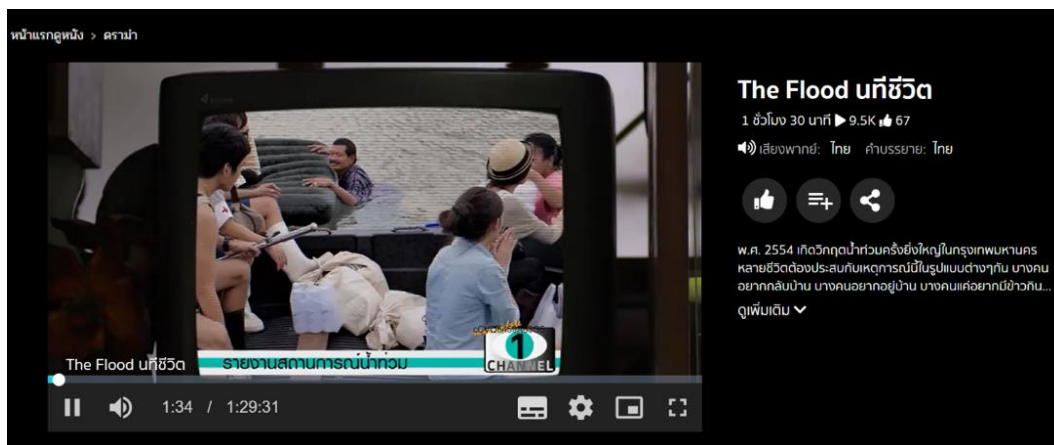 หน้าแรกดูหนัง > ดราม่า
The Flood นทีชีวิต
1 ชั่วโมง 30 นาที 9.5K 67
เสียงพากย์: ไทย คำบรรยาย: ไทย
พ.ศ. 2554 เกิดวิกฤตน้ำท่วมครั้งยิ่งใหญ่ในกรุงเทพมหานคร
หลายชีวิตต้องประสบกับเหตุการณ์นี้ในรูปแบบต่างๆกัน บางคน
อยากกลับบ้าน บางคนอยากอยู่บ้าน บางคนแค่อยากมีข้าวกิน...
ดูเพิ่มเติม
1
CHANNEL
The Flood นทีชีวิต
รายงานสถานการณ์น้ำท่วม
1:34 / 1:29:31